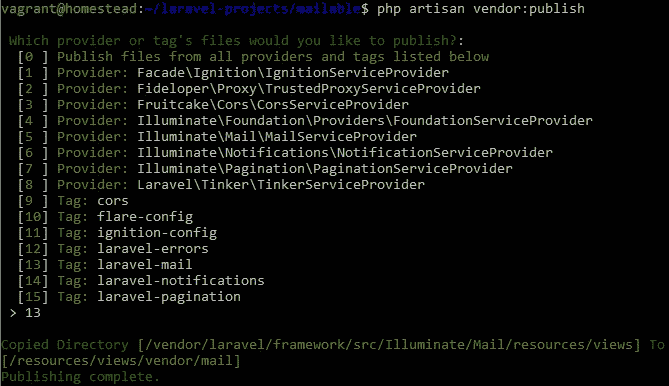 vagrant@homestead:~/laravel-projects/mailable$ php artisan vendor:publish
Which provider or tag's files would you like to publish?:
[0 ] Publish files from all providers and tags listed below
[1 ] Provider: Facade\Ignition\IgnitionServiceProvider
[2 ] Provider: Fideloper\Proxy\TrustedProxyServiceProvider
[3 ] Provider: Fruitcake\Cors\CorsServiceProvider
[4 ] Provider: Illuminate\Foundation\Providers\FoundationServiceProvider
[5 ] Provider: Illuminate\Mail\MailServiceProvider
[6 ] Provider: Illuminate\Notifications\NotificationServiceProvider
[7 ] Provider: Illuminate\Pagination\PaginationServiceProvider
[8 ] Provider: Laravel\Tinker\TinkerServiceProvider
[9 ] Tag: cors
[10] Tag: flare-config
[11] Tag: ignition-config
[12] Tag: laravel-errors
[13] Tag: laravel-mail
[14] Tag: laravel-notifications
[15] Tag: laravel-pagination
> 13
Copied Directory [/vendor/laravel/framework/src/Illuminate/Mail/resources/views] To
[/resources/views/vendor/mail]
Publishing complete.